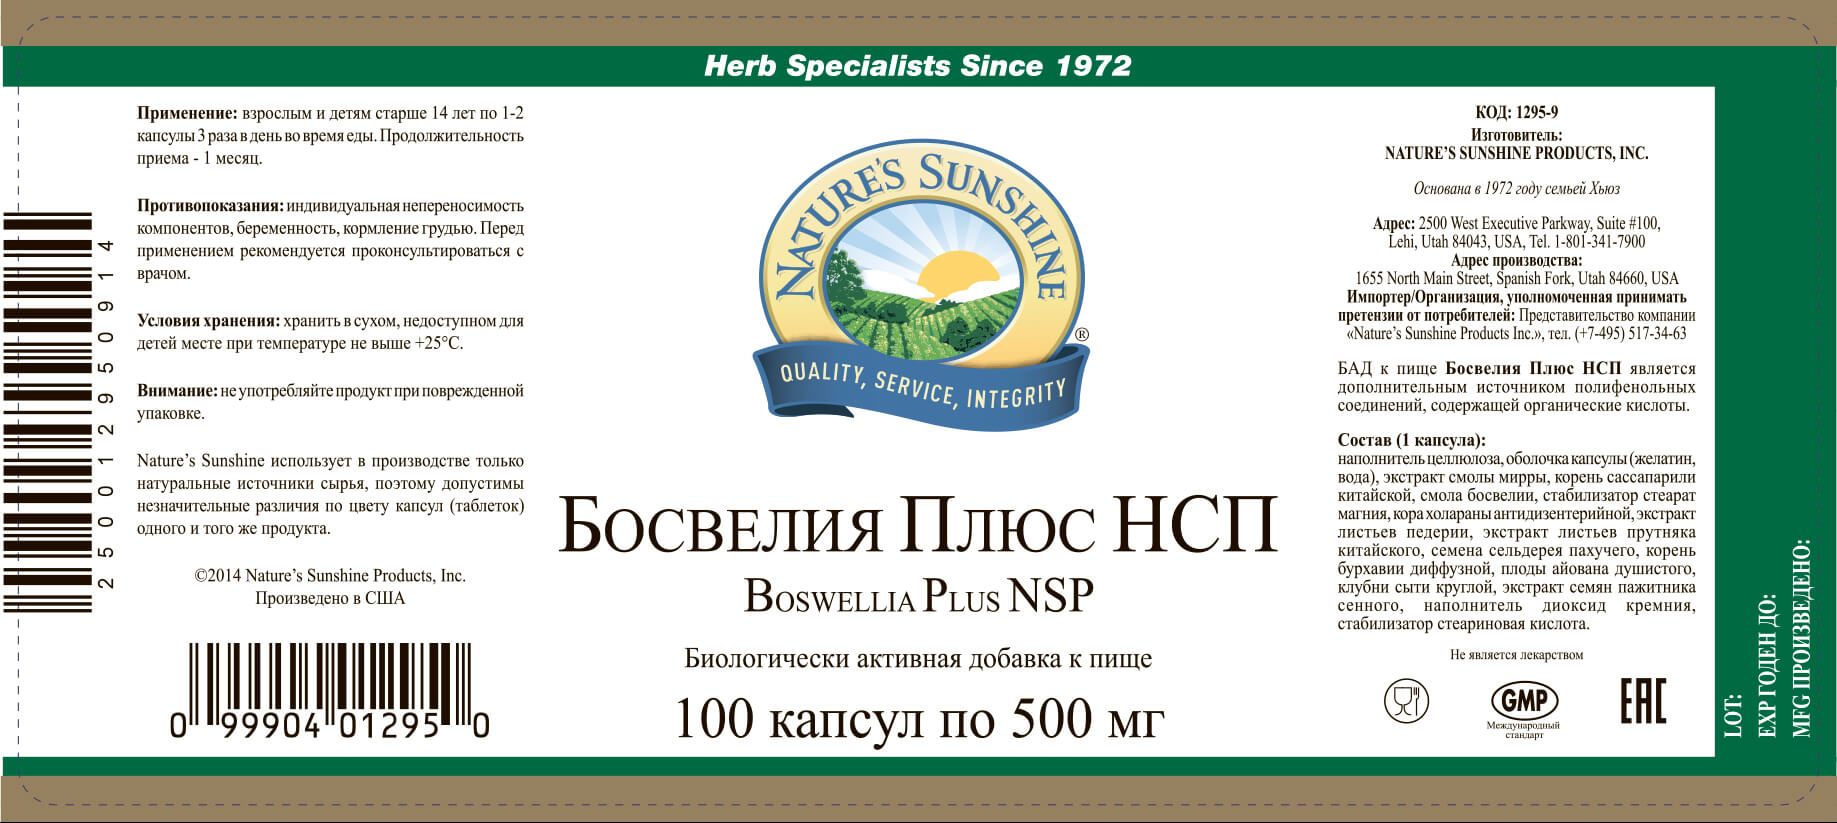 Herb Specialists Since 1972
Применение: взрослым и детям старше 14 лет по 1-2
капсулы 3 раза в день во время еды. Продолжительность
приема - 1 месяц.
Противопоказания: индивидуальная непереносимость
компонентов, беременность, кормление грудью. Перед
применением рекомендуется проконсультироваться с
врачом.
Условия хранения: хранить в сухом, недоступном для
детей месте при температуре не выше +25°С.
Внимание: не употребляйте продукт при поврежденной
упаковке.
Nature's Sunshine использует в производстве только
натуральные источники сырья, поэтому допустимы
незначительные различия по цвету капсул (таблеток)
одного и того же продукта.
©2014 Nature's Sunshine Products, Inc.
Произведено в США
0 99904 01295 0
250012950914
NATURE'S SUNSHINE
®
QUALITY, SERVICE, INTEGRITY
БОСВЕЛИЯ ПЛЮС НСП
BOSWELLIA PLUS NSP
Биологически активная добавка к пище
100 капсул по 500 мг
КОД: 1295-9
Изготовитель:
NATURE'S SUNSHINE PRODUCTS, INC.
Основана в 1972 году семьей Хьюз
Адрес: 2500 West Executive Parkway, Suite #100,
Lehi, Utah 84043, USA, Tel. 1-801-341-7900
Адрес производства:
1655 North Main Street, Spanish Fork, Utah 84660, USA
Импортер/Организация, уполномоченная принимать
претензии от потребителей: Представительство компании
«Nature's Sunshine Products Inc.», тел. (+7-495) 517-34-63
БАД к пище Босвелия Плюс НСП является
дополнительным источником полифенольных
соединений, содержащей органические кислоты.
Состав (1 капсула):
наполнитель целлюлоза, оболочка капсулы (желатин,
вода), экстракт смолы мирры, корень сассапарили
китайской, смола босвелии, стабилизатор стеарат
магния, кора холараны антидизентерийной, экстракт
листьев педерии, экстракт листьев прутняка
китайского, семена сельдерея пахучего, корень
бурхавии диффузной, плоды айована душистого,
клубни сыти круглой, экстракт семян пажитника
сенного, наполнитель диоксид кремния,
стабилизатор стеариновая кислота.
Не является лекарством
GMP
Международный
стандарт
EAC
LOT:
EXP ГОДЕН ДО:
MFG ПРОИЗВЕДЕНО: